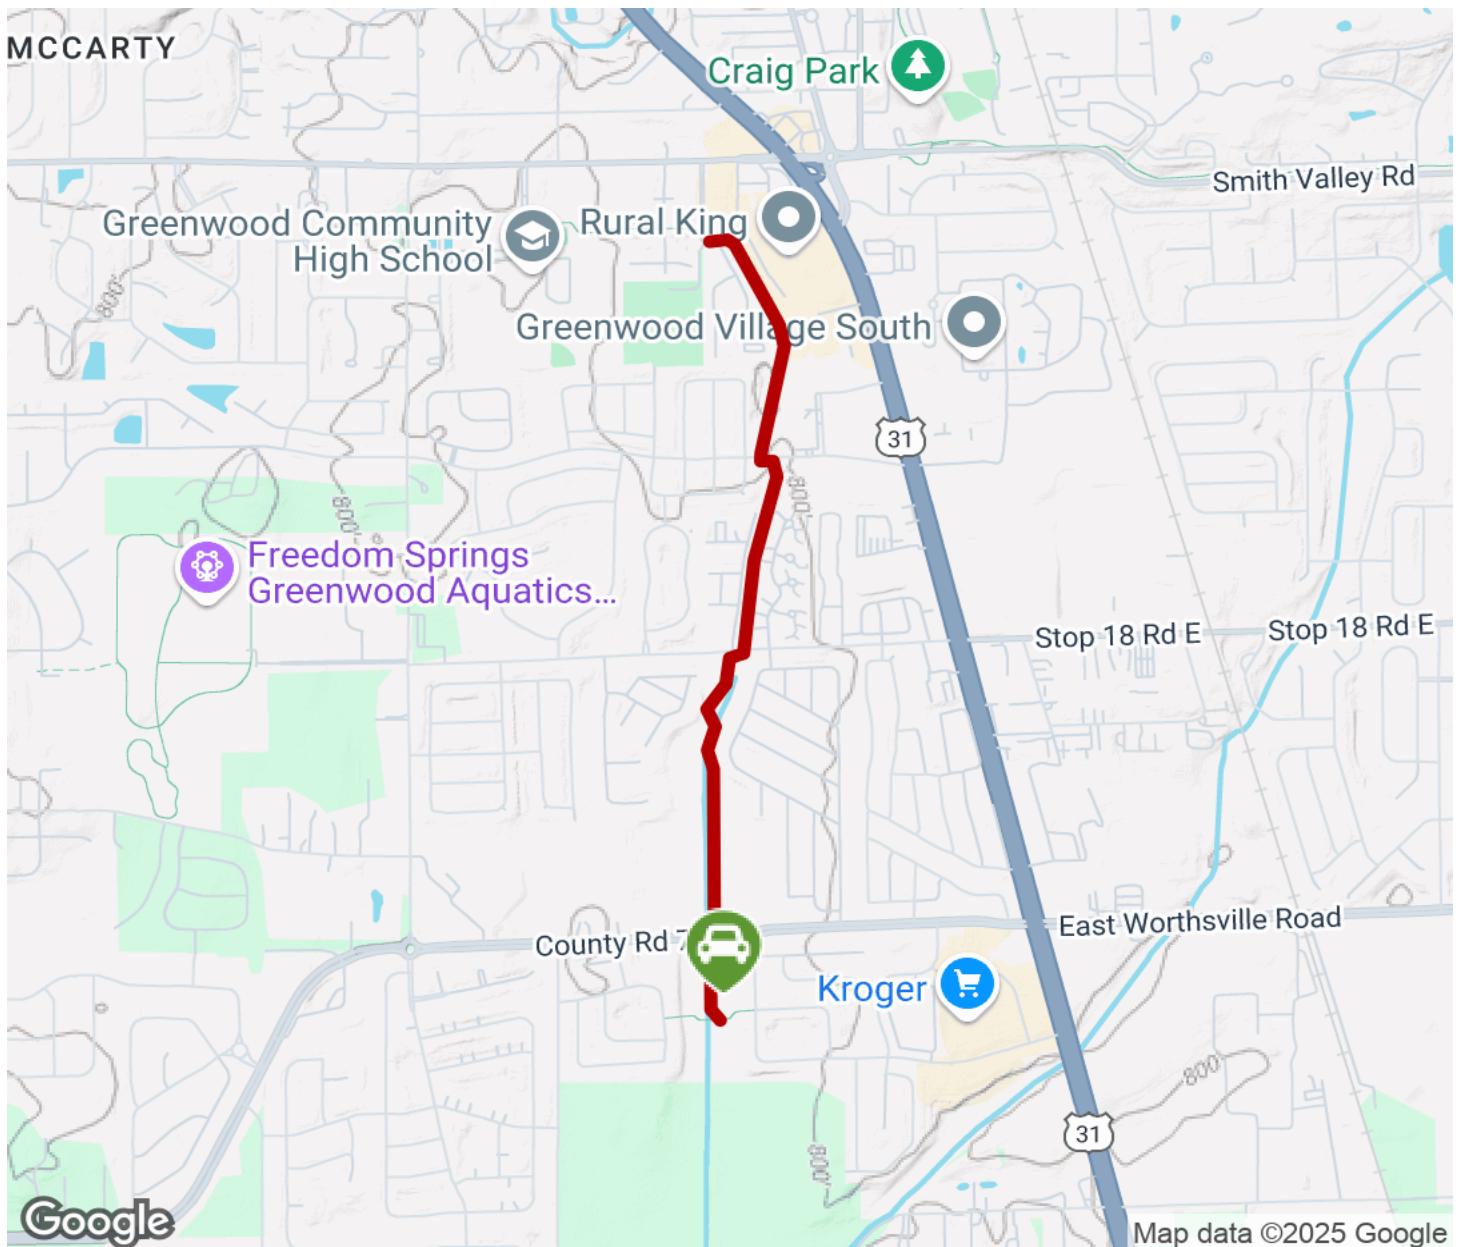 MCCARTY
Craig Park
Smith Valley Rd
Greenwood Community
High School
Rural King
800'
Greenwood Village South
31
800'
800'
Freedom Springs
Greenwood Aquatics...
Stop 18 Rd E
Stop 18 Rd E
County Rd 7
East Worthsville Road
Kroger
800
31
800'
Google
Map data ©2025 Google